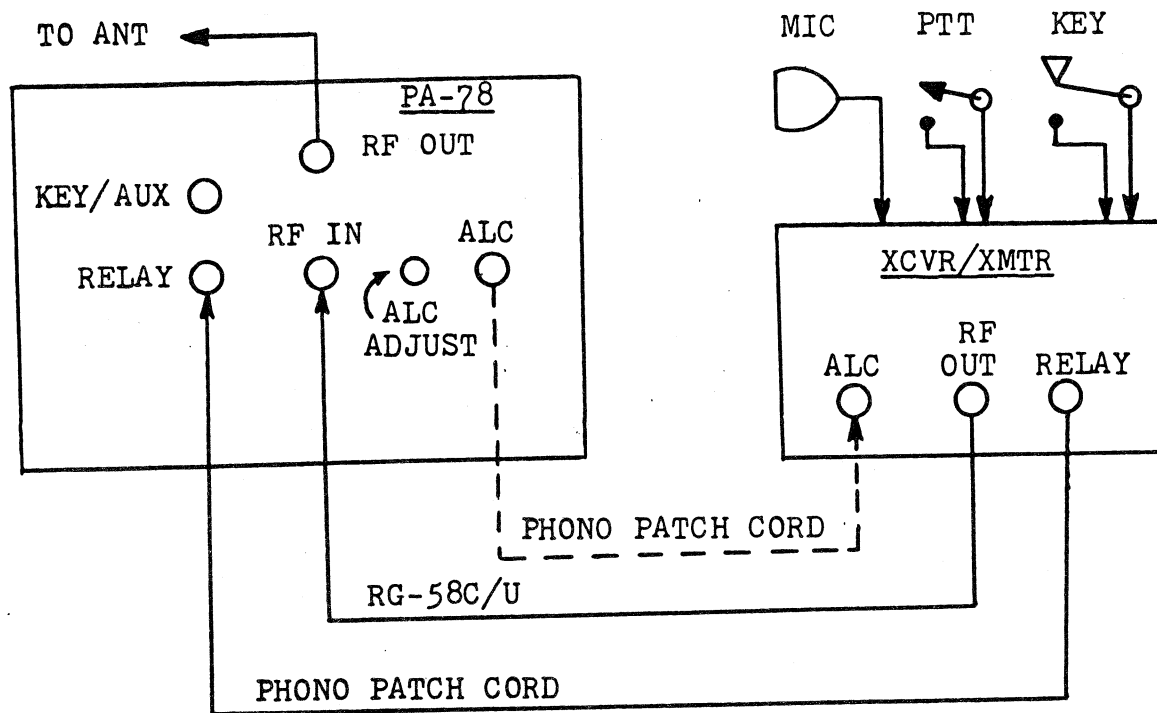 TO ANT
PA-78
RF OUT
KEY/AUX
RF IN
ALC
RELAY
ALC
ADJUST
MIC
PTT
KEY
XCVR/XMTR
RF
ALC
OUT
RELAY
PHONO PATCH CORD
RG-58C/U
PHONO PATCH CORD